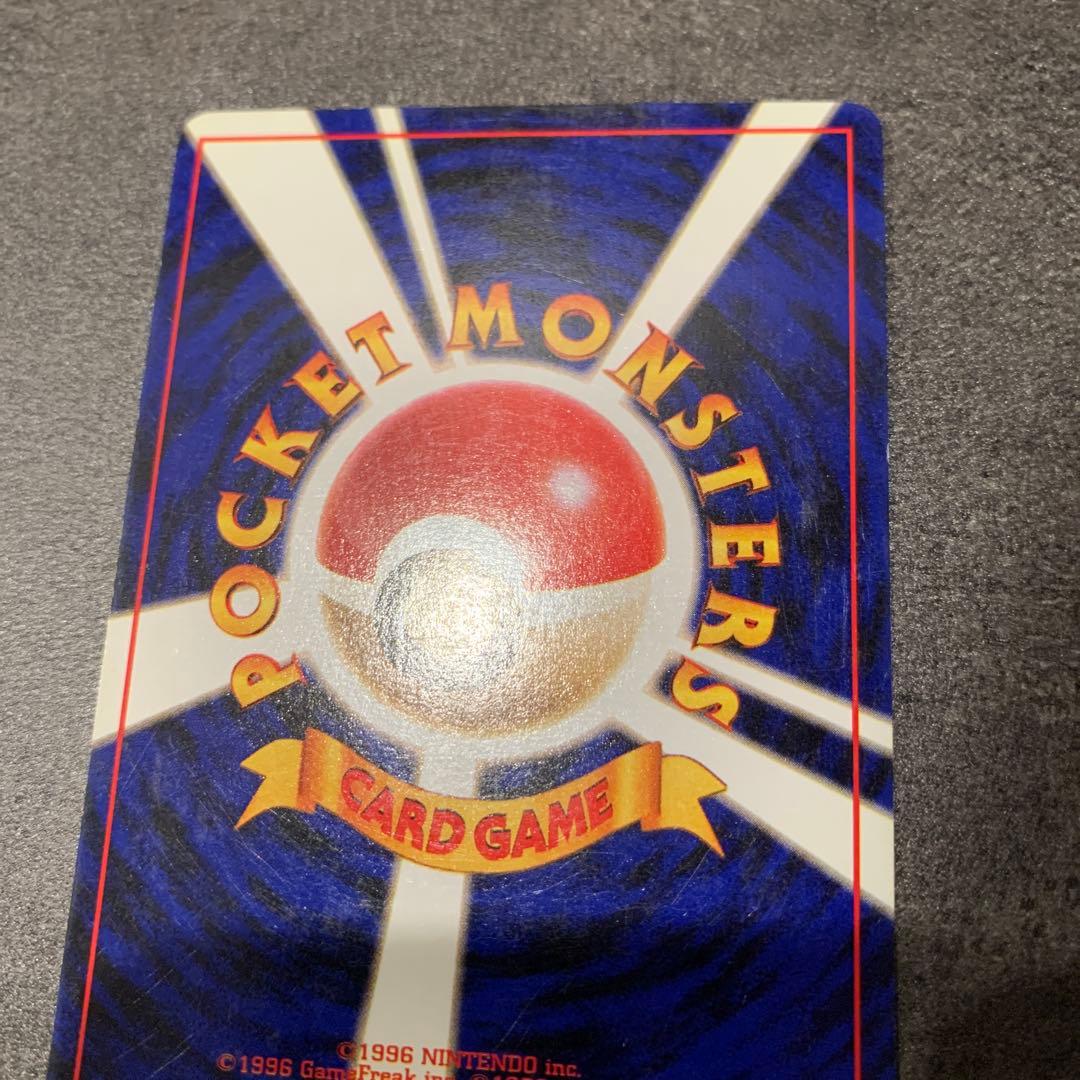 POCKET MONSTERS
CARD GAME
©1996 NINTENDO inc.
©1996 GameFreak inc.